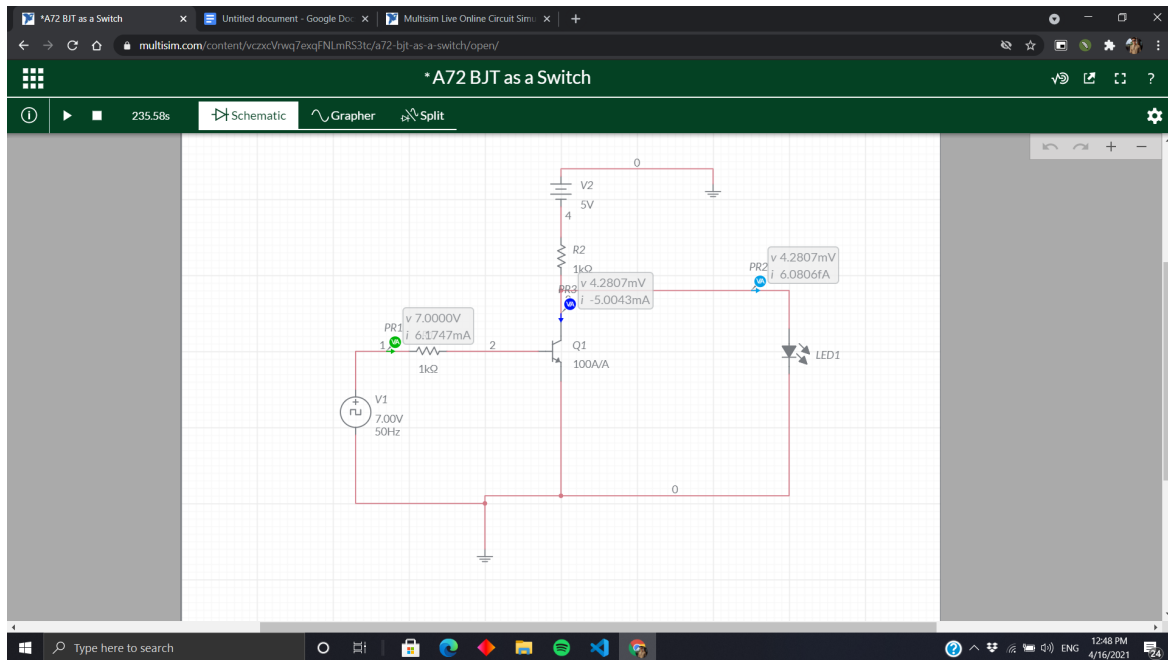 *A72 BJT as a Switch
Untitled document - Google Doc
Multisim Live Online Circuit Simu
multisim.com/content/vczxcVrwq7exqFNLmRS3tc/a72-bjt-as-a-switch/open/
*A72 BJT as a Switch
235.58s
Schematic
Grapher
Split
0
V2
5V
4
R2
1kΩ
PR3
v 4.2807mV
i -5.0043mA
PR2
v 4.2807mV
i 6.0806fA
PR1
v 7.0000V
i 6.1747mA
1
1kΩ
2
Q1
100A/A
LED1
V1
7.00V
50Hz
0
Type here to search
ENG
12:48 PM
4/16/2021
24